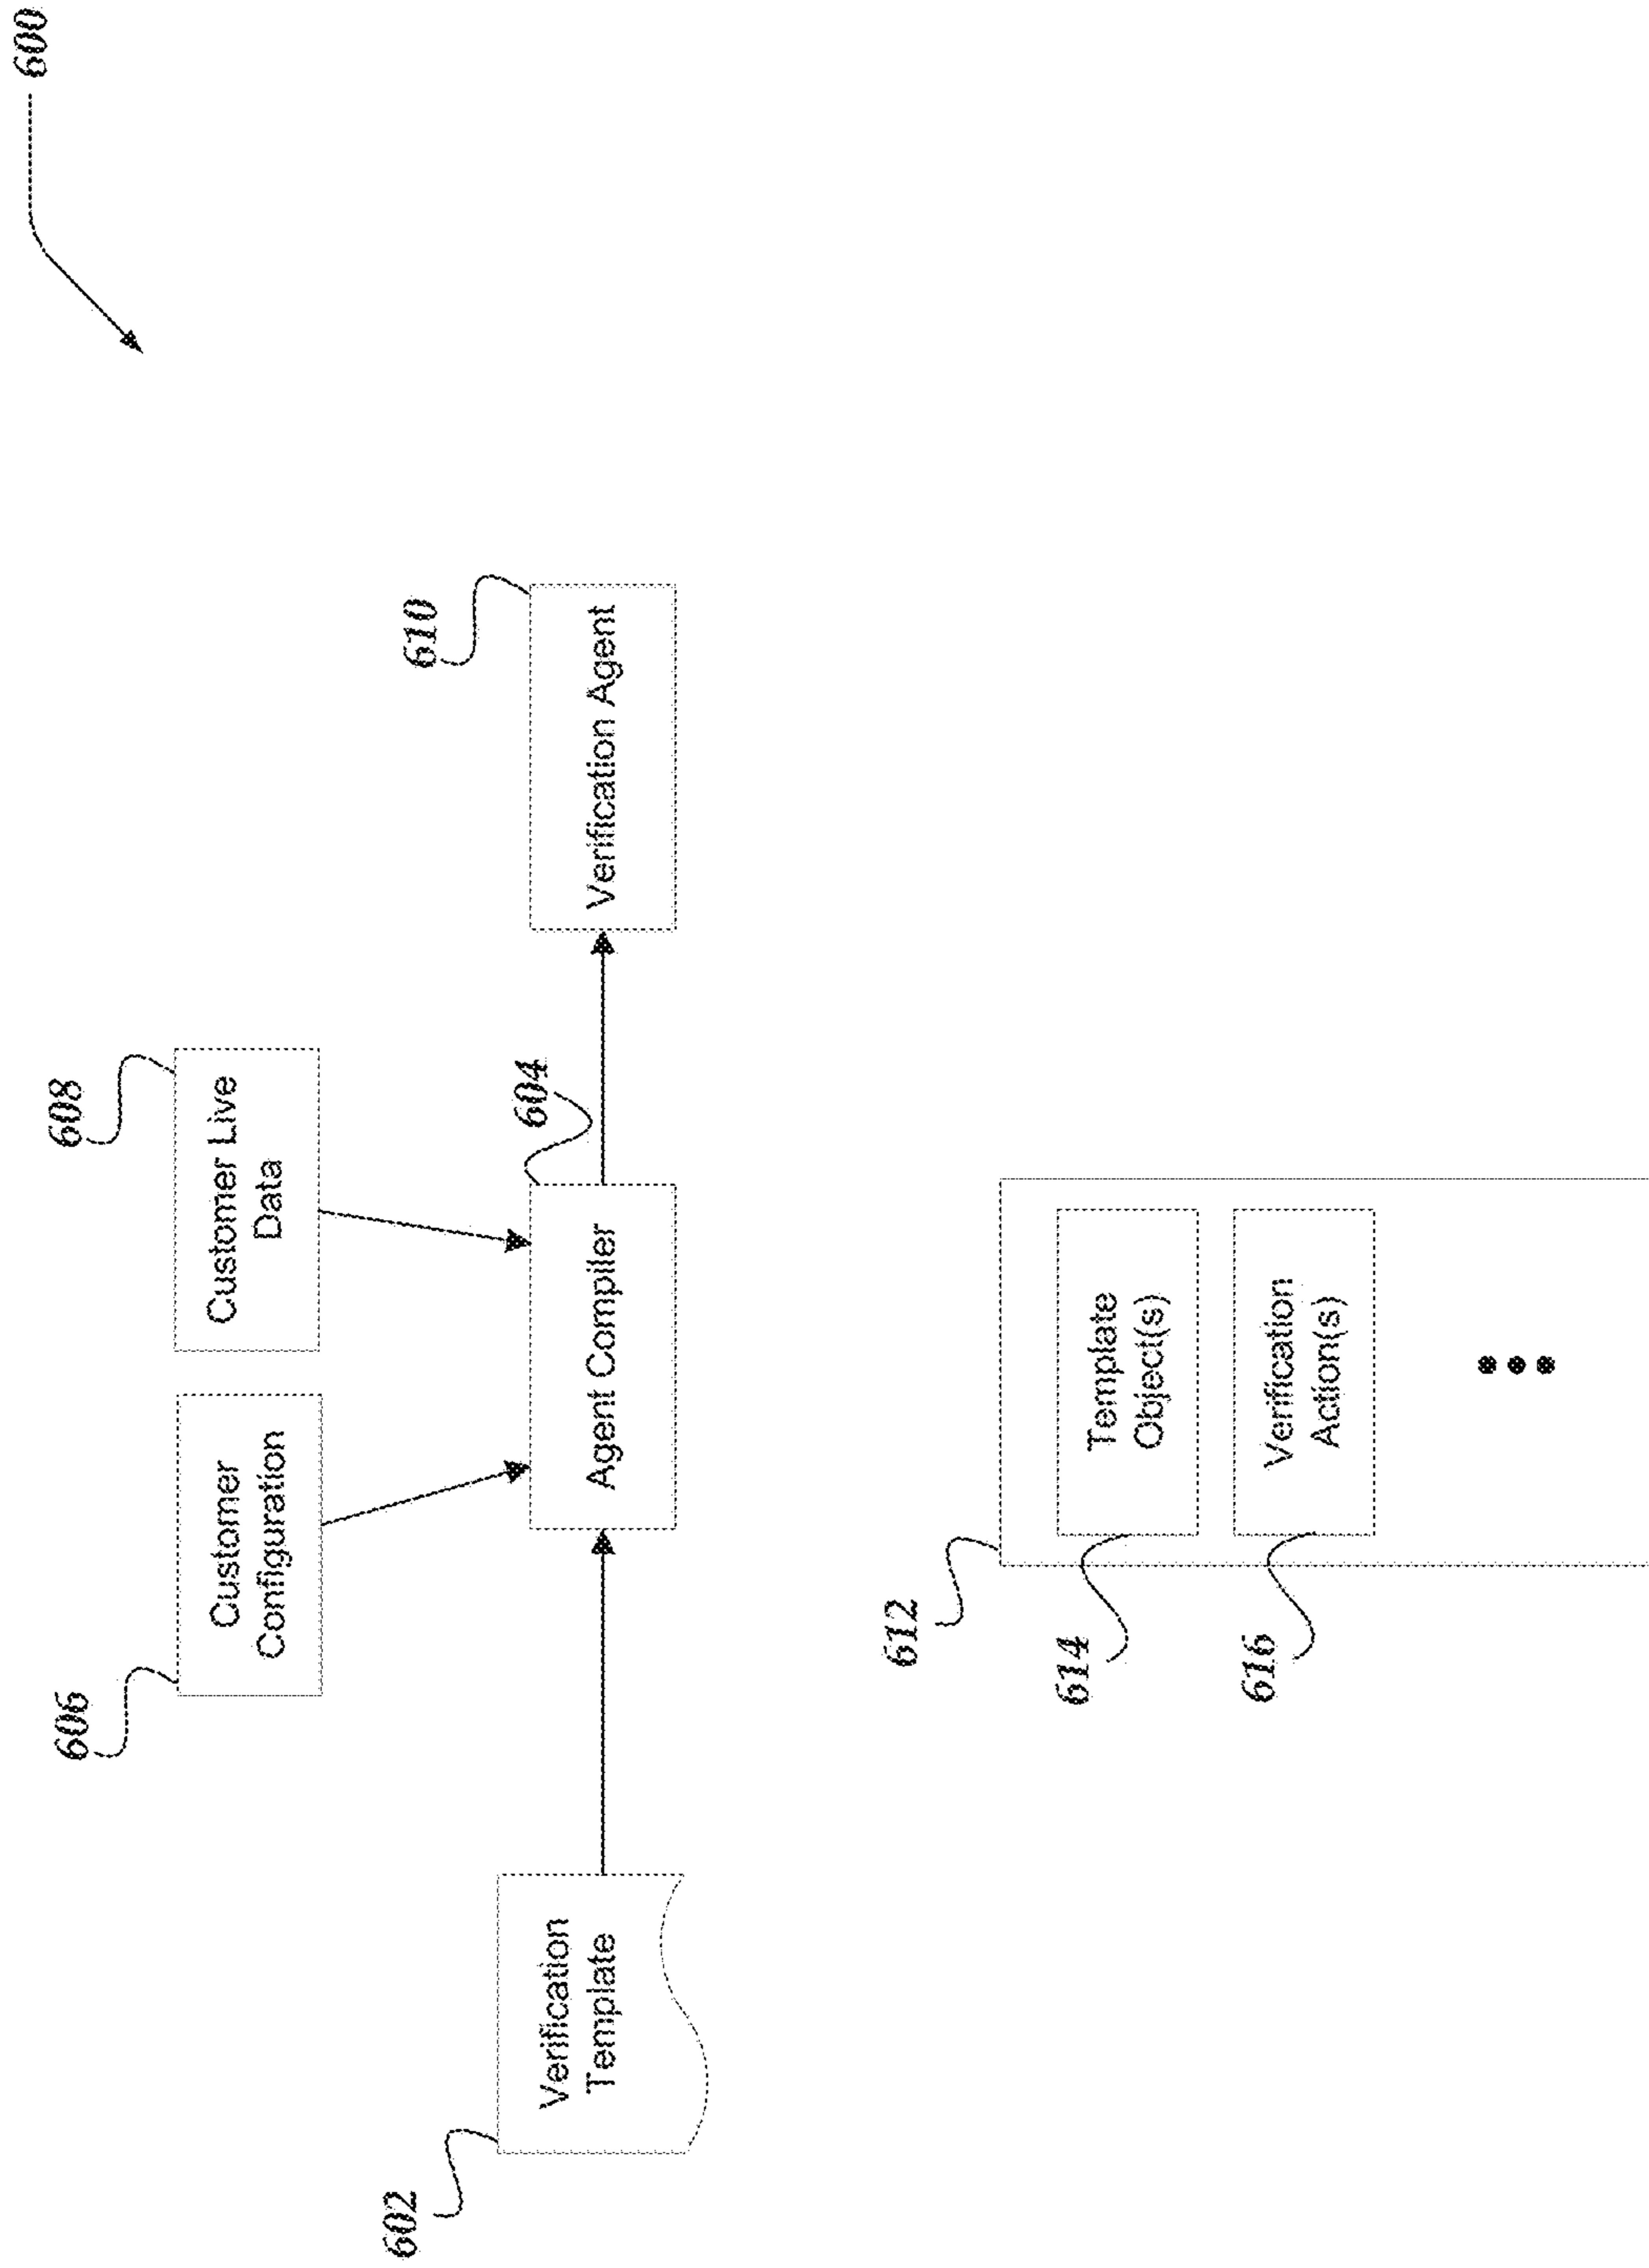 600
606
Customer
Configuration
608
Customer Live
Data
602
Verification
Template
Agent Compiler
604
610
Verification Agent
612
614
Template
Object(s)
616
Verification
Action(s)